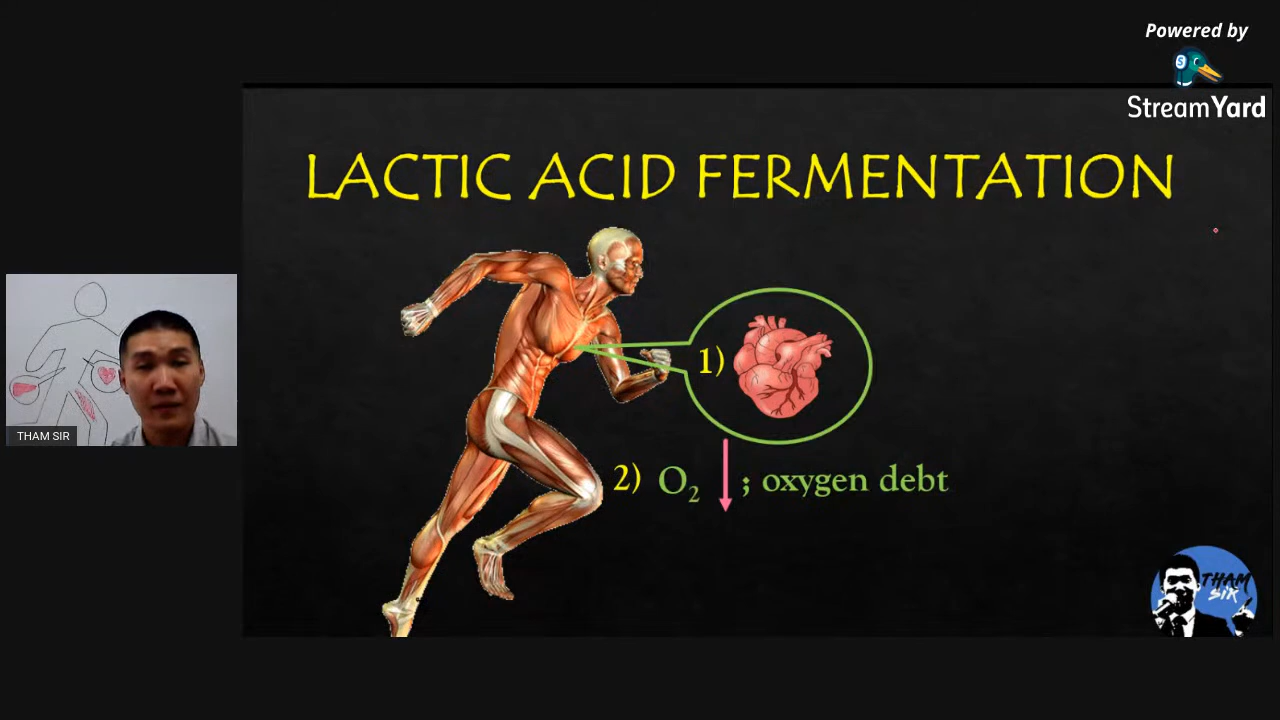 Powered by
StreamYard
LACTIC ACID FERMENTATION
1)
2) O₂ ; oxygen debt
THAM SIR
THAM
SIR